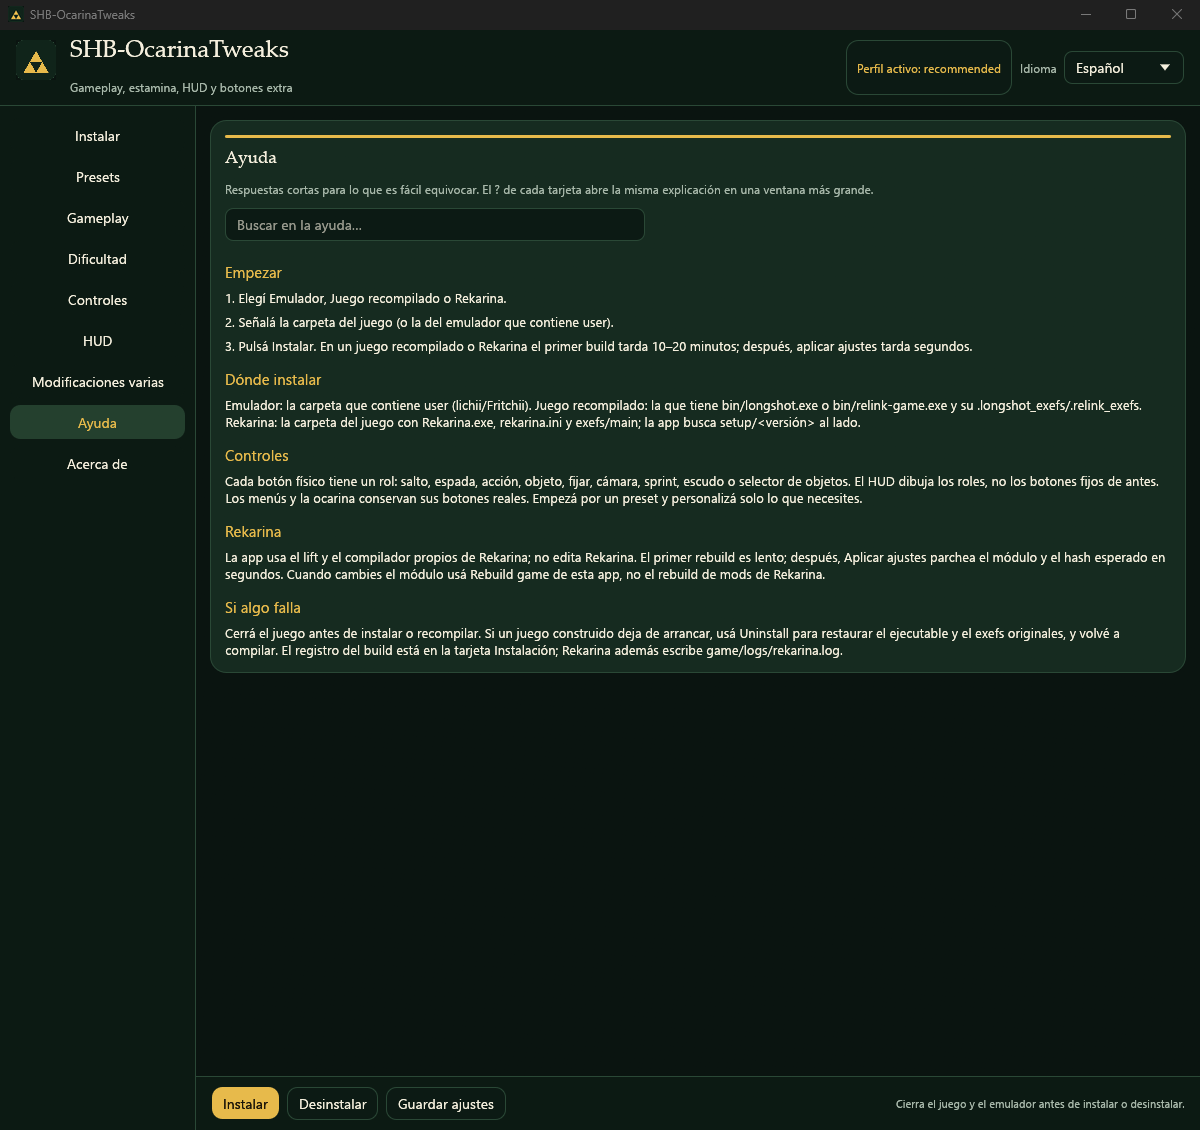 SHB-OcarinaTweaks
SHB-OcarinaTweaks
Gameplay, estamina, HUD y botones extra
Perfil activo: recommended
Idioma
Español
Instalar
Presets
Gameplay
Dificultad
Controles
HUD
Modificaciones varias
Ayuda
Acerca de
Ayuda
Respuestas cortas para lo que es fácil equivocar. El ? de cada tarjeta abre la misma explicación en una ventana más grande.
Buscar en la ayuda...
Empezar
1. Elegí Emulador, Juego recompilado o Rekarina.
2. Señalá la carpeta del juego (o la del emulador que contiene user).
3. Pulsá Instalar. En un juego recompilado o Rekarina el primer build tarda 10–20 minutos; después, aplicar ajustes tarda segundos.
Dónde instalar
Emulador: la carpeta que contiene user (lichii/Fritchii). Juego recompilado: la que tiene bin/longshot.exe o bin/relink-game.exe y su .longshot_exefs/.relink_exefs.
Rekarina: la carpeta del juego con Rekarina.exe, rekarina.ini y exefs/main; la app busca setup/<versión> al lado.
Controles
Cada botón físico tiene un rol: salto, espada, acción, objeto, fijar, cámara, sprint, escudo o selector de objetos. El HUD dibuja los roles, no los botones fijos de antes.
Los menús y la ocarina conservan sus botones reales. Empezá por un preset y personalizá solo lo que necesites.
Rekarina
La app usa el lift y el compilador propios de Rekarina; no edita Rekarina. El primer rebuild es lento; después, Aplicar ajustes parchea el módulo y el hash esperado en
segundos. Cuando cambies el módulo usá Rebuild game de esta app, no el rebuild de mods de Rekarina.
Si algo falla
Cerrá el juego antes de instalar o recompilar. Si un juego construido deja de arrancar, usá Uninstall para restaurar el ejecutable y el exefs originales, y volvé a
compilar. El registro del build está en la tarjeta Instalación; Rekarina además escribe game/logs/rekarina.log.
Instalar
Desinstalar
Guardar ajustes
Cierra el juego y el emulador antes de instalar o desinstalar.